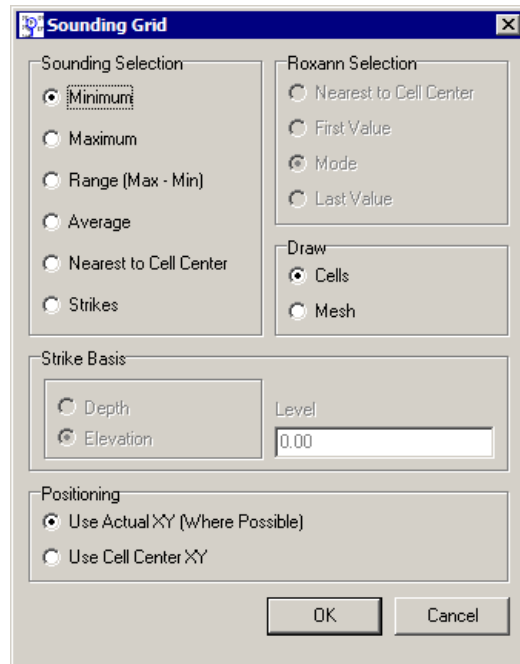 Sounding Grid
Sounding Selection
Minimum
Maximum
Range (Max - Min)
Average
Nearest to Cell Center
Strikes
Roxann Selection
Nearest to Cell Center
First Value
Mode
Last Value
Draw
Cells
Mesh
Strike Basis
Depth
Elevation
Level
0.00
Positioning
Use Actual XY (Where Possible)
Use Cell Center XY
OK
Cancel